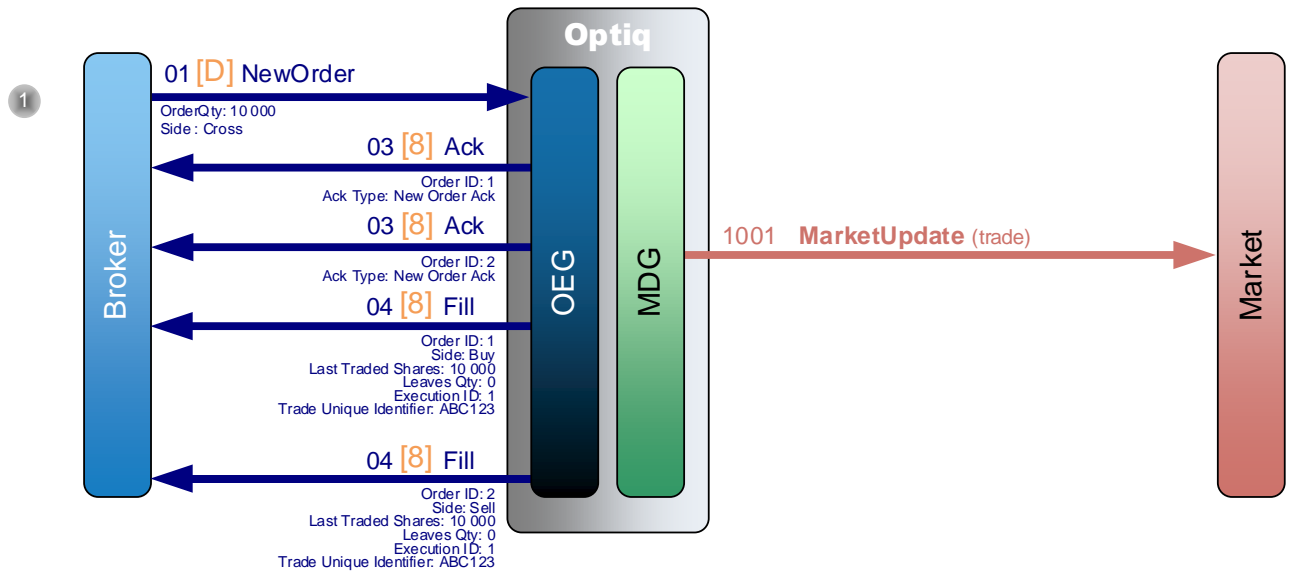 Optiq
1
01 [D] NewOrder
OrderQty: 10 000
Side : Cross
03 [8] Ack
Order ID: 1
Ack Type: New Order Ack
03 [8] Ack
Order ID: 2
Ack Type: New Order Ack
04 [8] Fill
Order ID: 1
Side: Buy
Last Traded Shares: 10 000
Leaves Qty: 0
Execution ID: 1
Trade Unique Identifier: ABC123
04 [8] Fill
Order ID: 2
Side: Sell
Last Traded Shares: 10 000
Leaves Qty: 0
Execution ID: 1
Trade Unique Identifier: ABC123
Broker
OEG
MDG
1001 MarketUpdate (trade)
Market